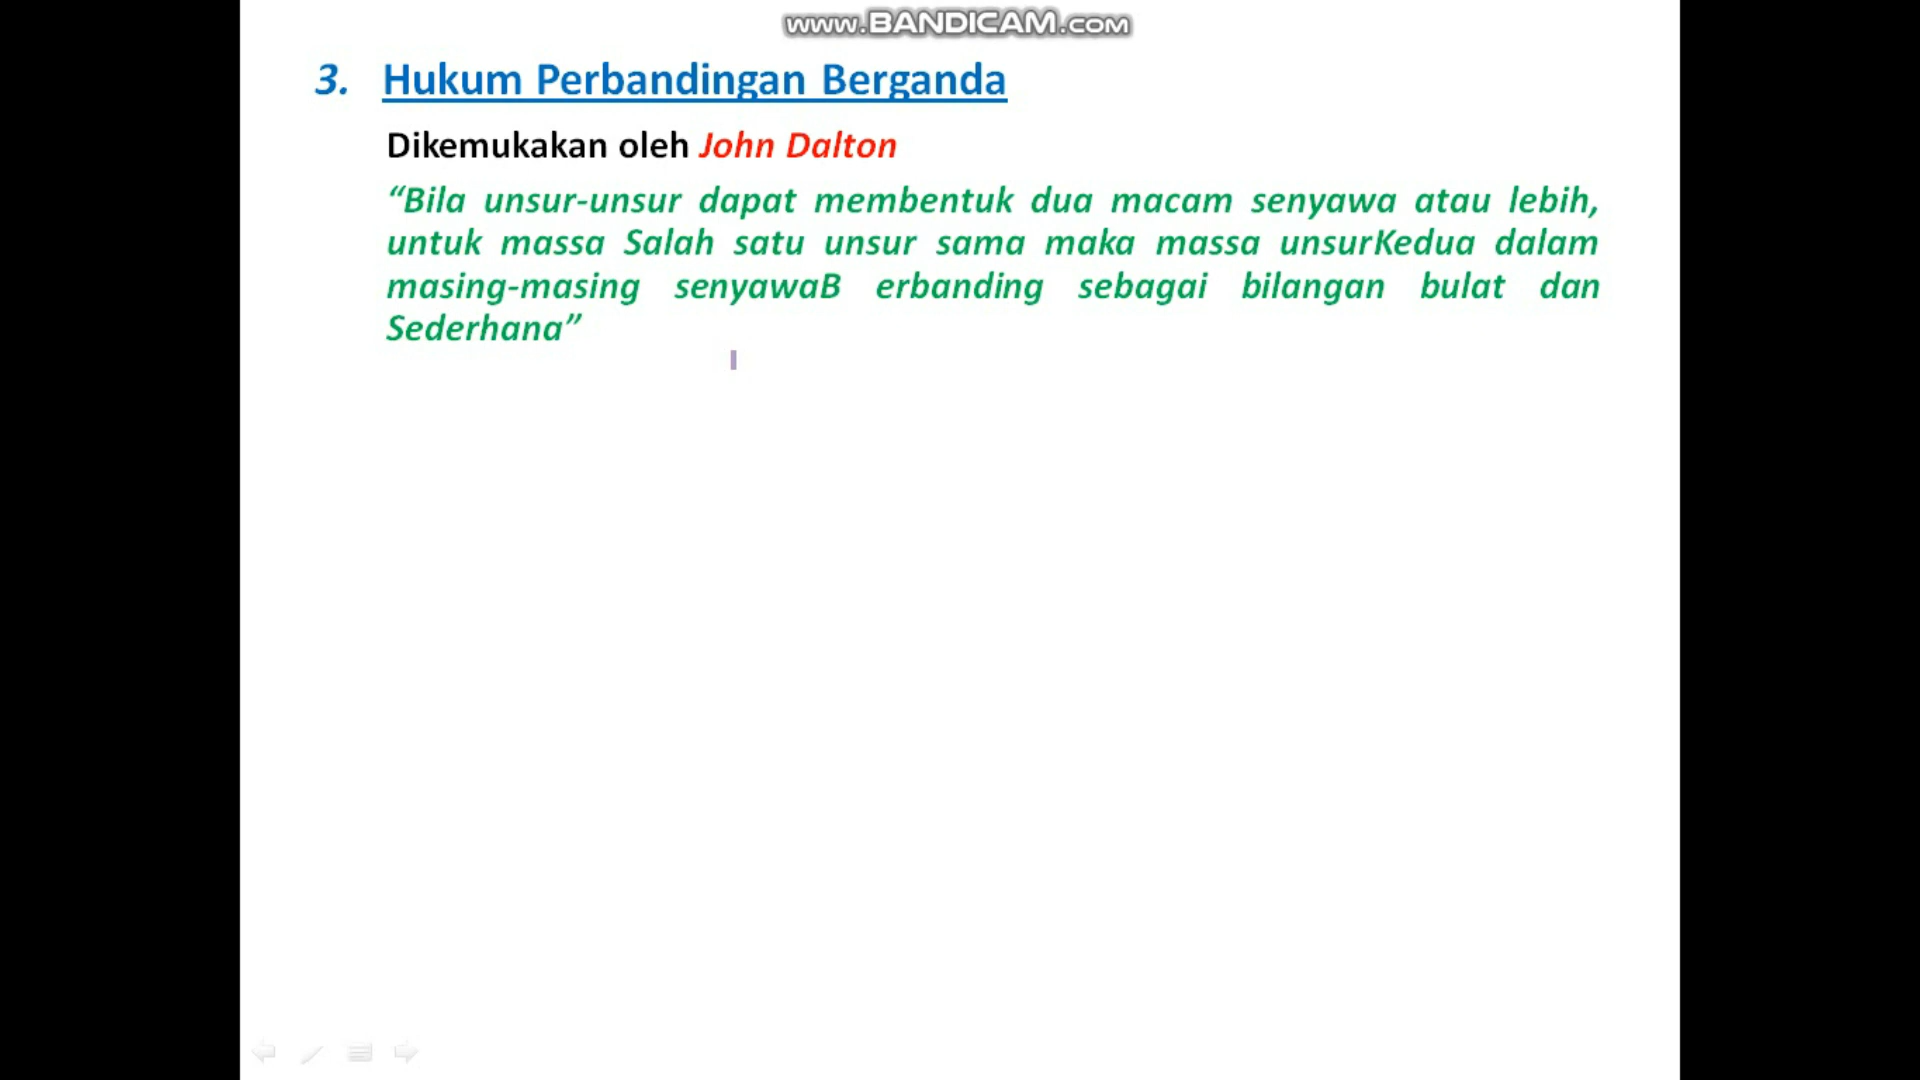 www.BANDICAM.com
3. Hukum Perbandingan Berganda
Dikemukakan oleh John Dalton
“Bila unsur-unsur dapat membentuk dua macam senyawa atau lebih,
untuk massa Salah satu unsur sama maka massa unsurKedua dalam
masing-masing senyawaB erbanding sebagai bilangan bulat dan
Sederhana”